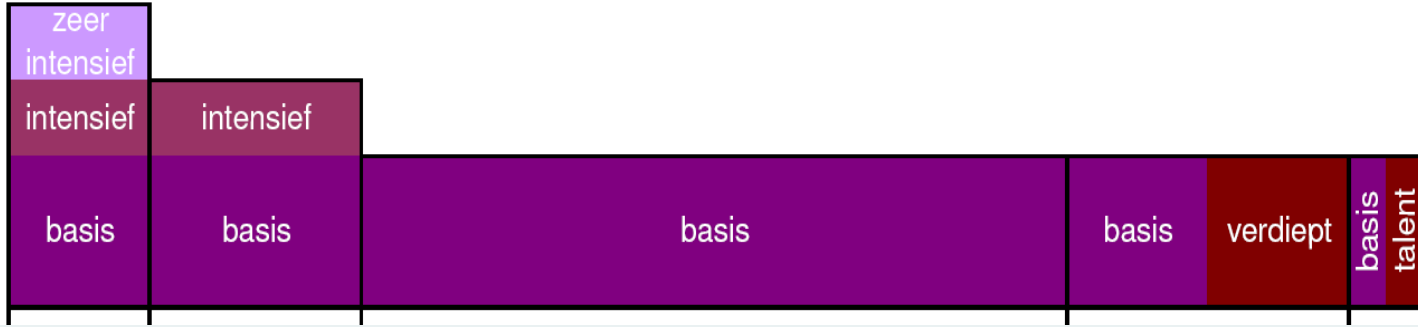 zeer
intensief
intensief
intensief
basis
basis
basis
basis
verdiept
basis
talent